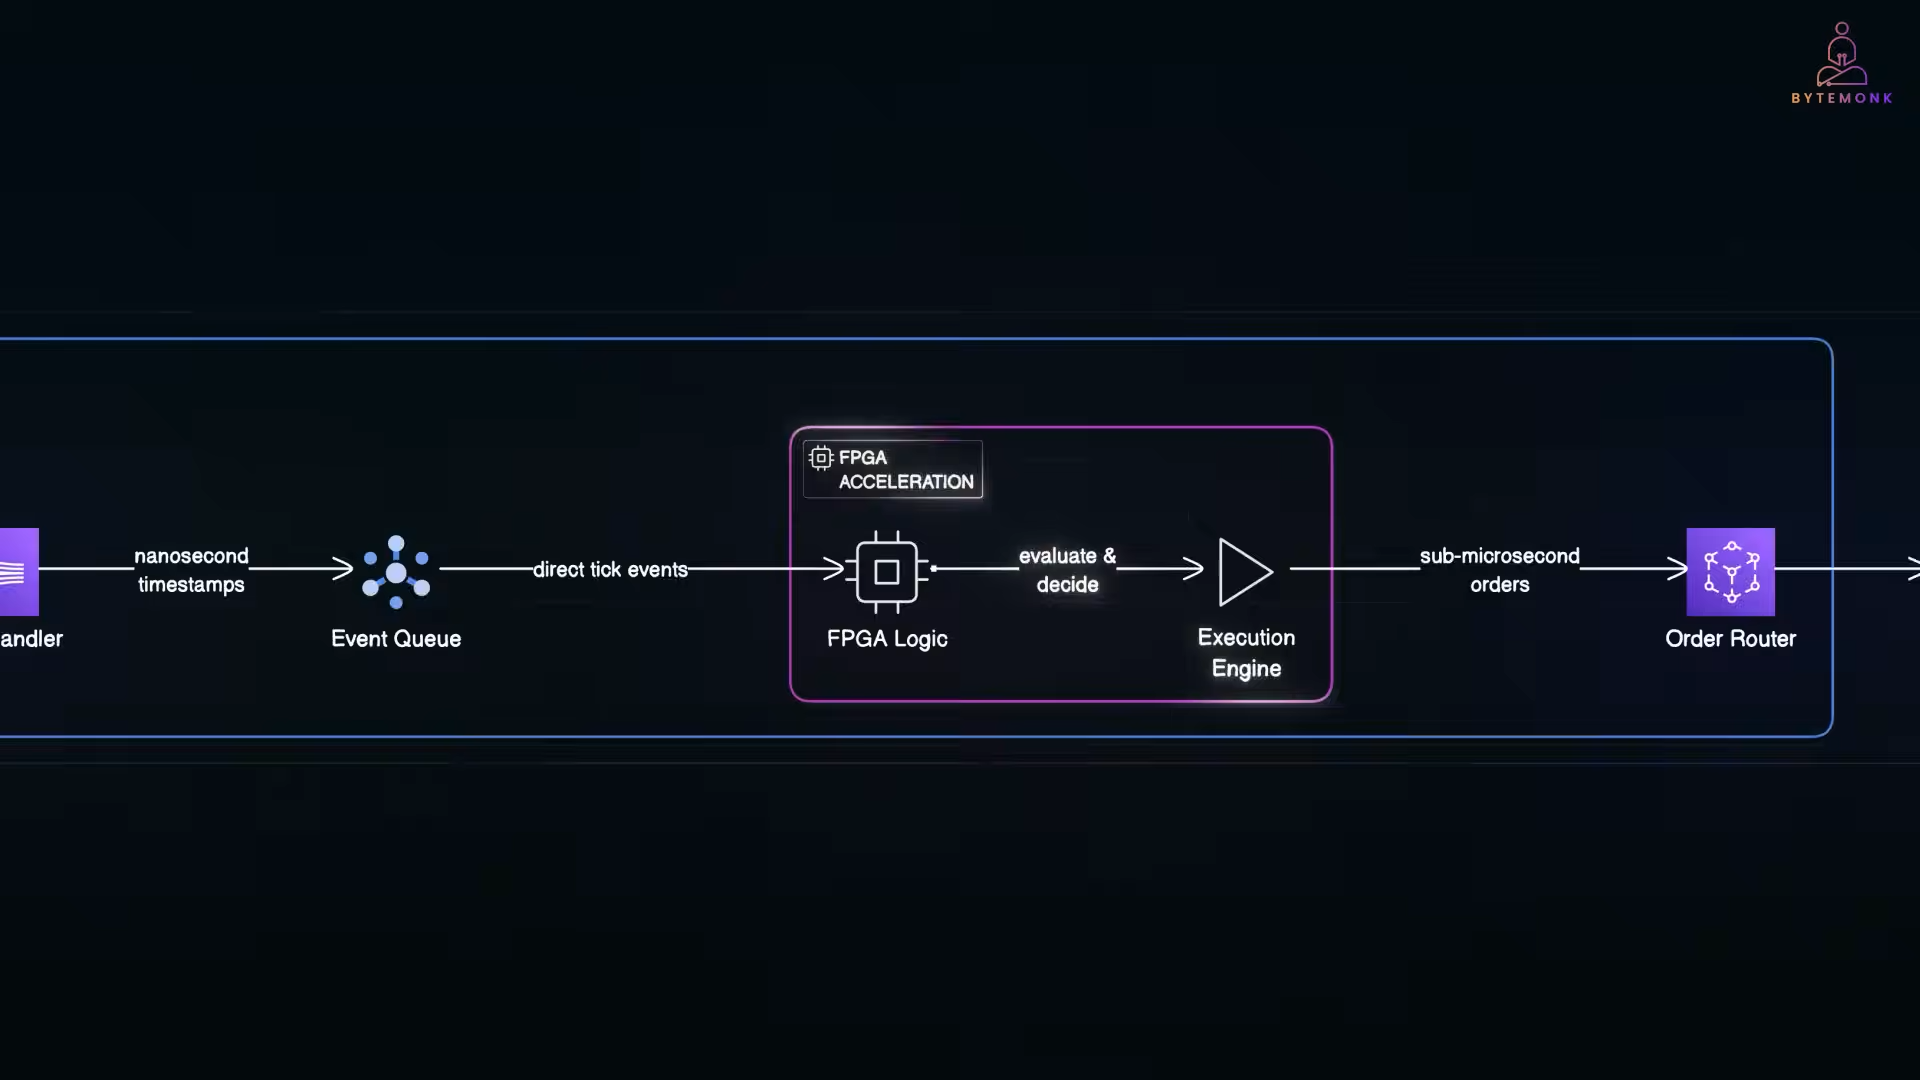 BYTEMONK
FPGA
ACCELERATION
nanosecond
timestamps
direct tick events
evaluate &
decide
sub-microsecond
orders
andler
Event Queue
FPGA Logic
Execution
Engine
Order Router